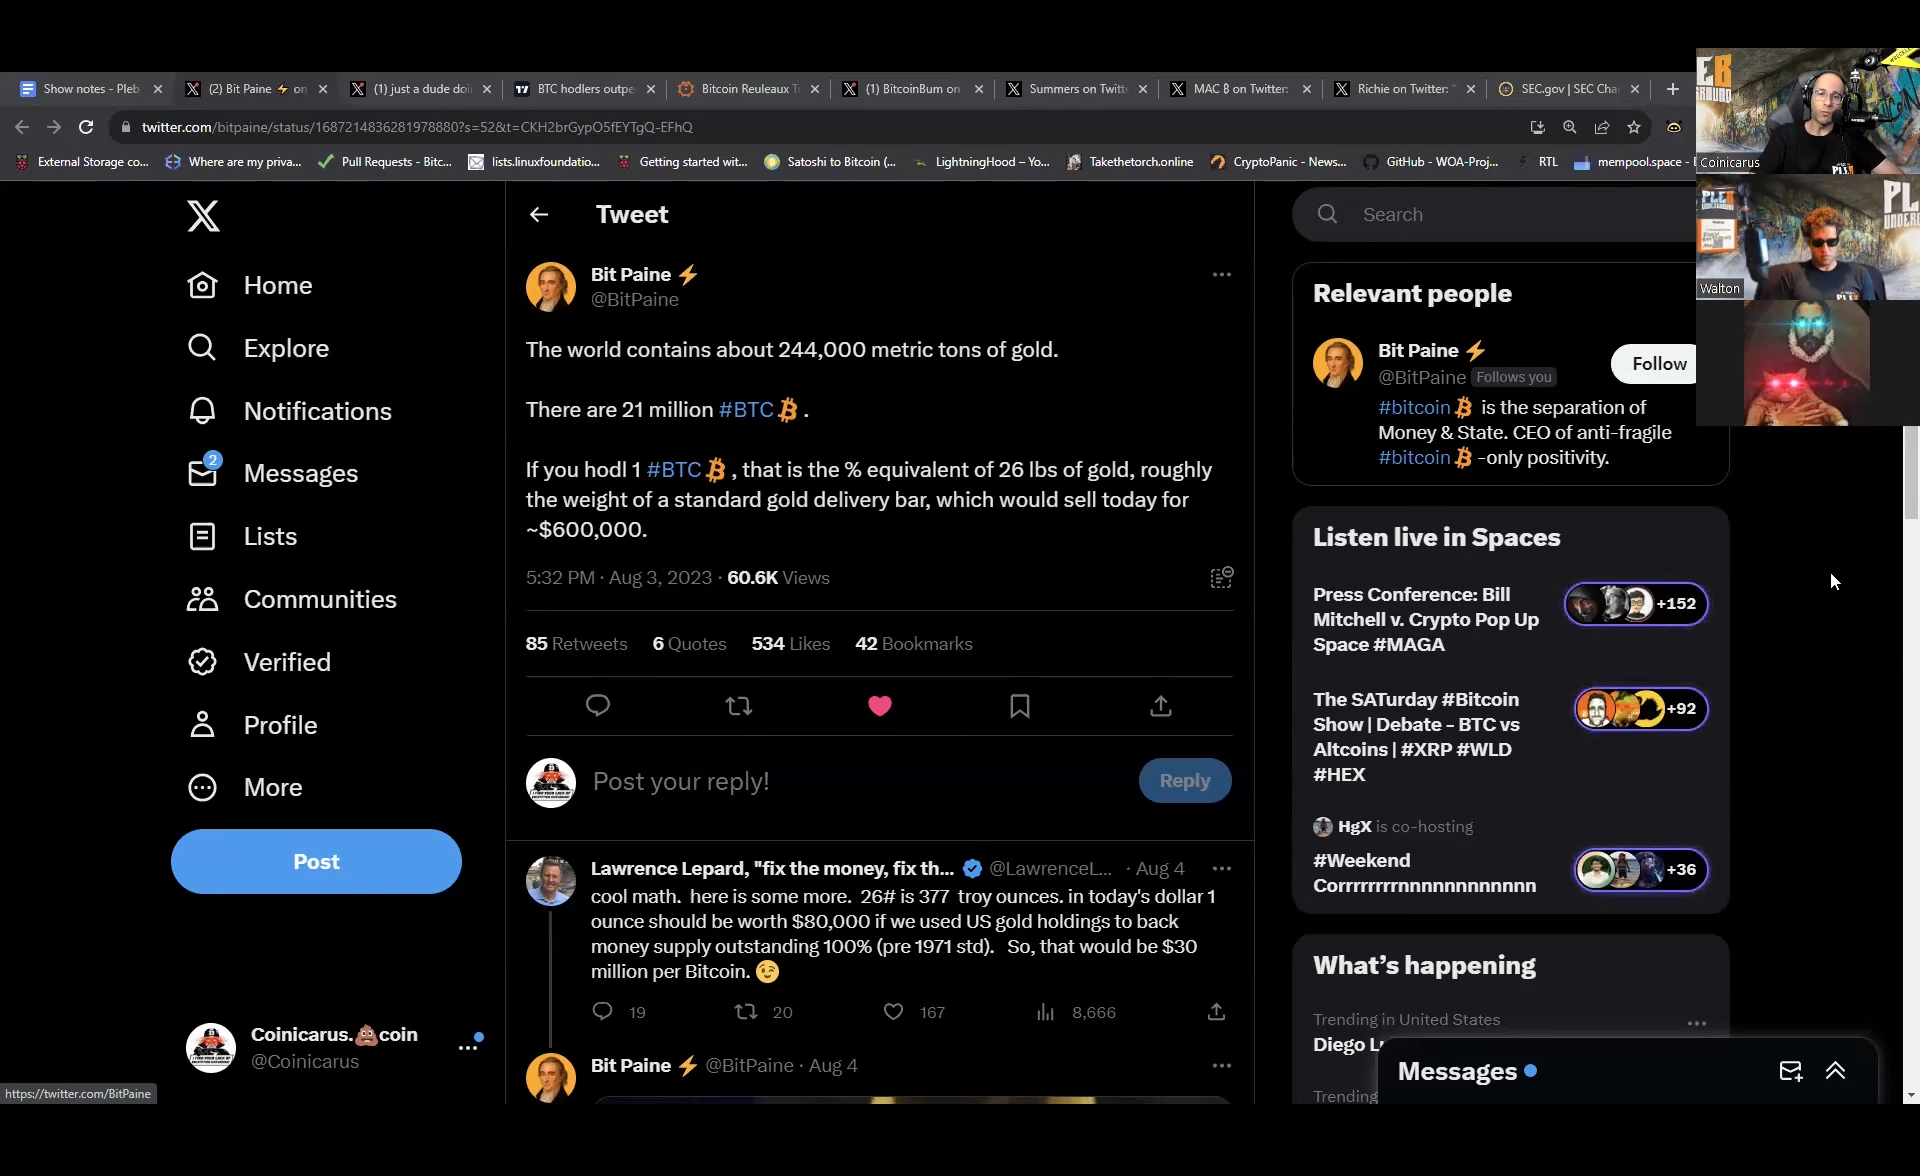 Show notes - Pleb
(2) Bit Paine ⚡ on
(1) just a dude doi
BTC hodlers outpe
Bitcoin Reuleaux T
(1) BitcoinBum on
Summers on Twitte
MAC ₿ on Twitter:
Richie on Twitter: "
SEC.gov | SEC Cha
twitter.com/bitpaine/status/1687214836281978880?s=52&t=CKH2brGypO5fEYTgQ-EFhQ
External Storage co...
Where are my priva...
Pull Requests - Bitc...
lists.linuxfoundatio...
Getting started wit...
Satoshi to Bitcoin (...
LightningHood – Yo...
Takethetorch.online
CryptoPanic - News...
GitHub - WOA-Proj...
RTL
mempool.space -
Coinicarus
Walton
X
Home
Explore
Notifications
2
Messages
Lists
Communities
Verified
Profile
More
Post
Coinicarus.💩coin
@Coinicarus
https://twitter.com/BitPaine
Tweet
Bit Paine ⚡
@BitPaine
The world contains about 244,000 metric tons of gold.
There are 21 million #BTC₿ .
If you hodl 1 #BTC₿ , that is the % equivalent of 26 lbs of gold, roughly
the weight of a standard gold delivery bar, which would sell today for
~$600,000.
5:32 PM · Aug 3, 2023 · 60.6K Views
85 Retweets 6 Quotes 534 Likes 42 Bookmarks
Post your reply!
Reply
Lawrence Lepard, "fix the money, fix th... @LawrenceL... · Aug 4
cool math. here is some more. 26# is 377 troy ounces. in today's dollar 1
ounce should be worth $80,000 if we used US gold holdings to back
money supply outstanding 100% (pre 1971 std). So, that would be $30
million per Bitcoin. 😉
19 20 167 8,666
Bit Paine ⚡ @BitPaine · Aug 4
Search
Relevant people
Bit Paine ⚡
@BitPaine Follows you
Follow
#bitcoin₿ is the separation of
Money & State. CEO of anti-fragile
#bitcoin₿ -only positivity.
Listen live in Spaces
Press Conference: Bill
Mitchell v. Crypto Pop Up
Space #MAGA
+152
The SATurday #Bitcoin
Show | Debate - BTC vs
Altcoins | #XRP #WLD
#HEX
+92
HgX is co-hosting
#Weekend
Corrrrrrrrnnnnnnnnnnnn
+36
What's happening
Trending in United States
Diego L
Trending
Messages